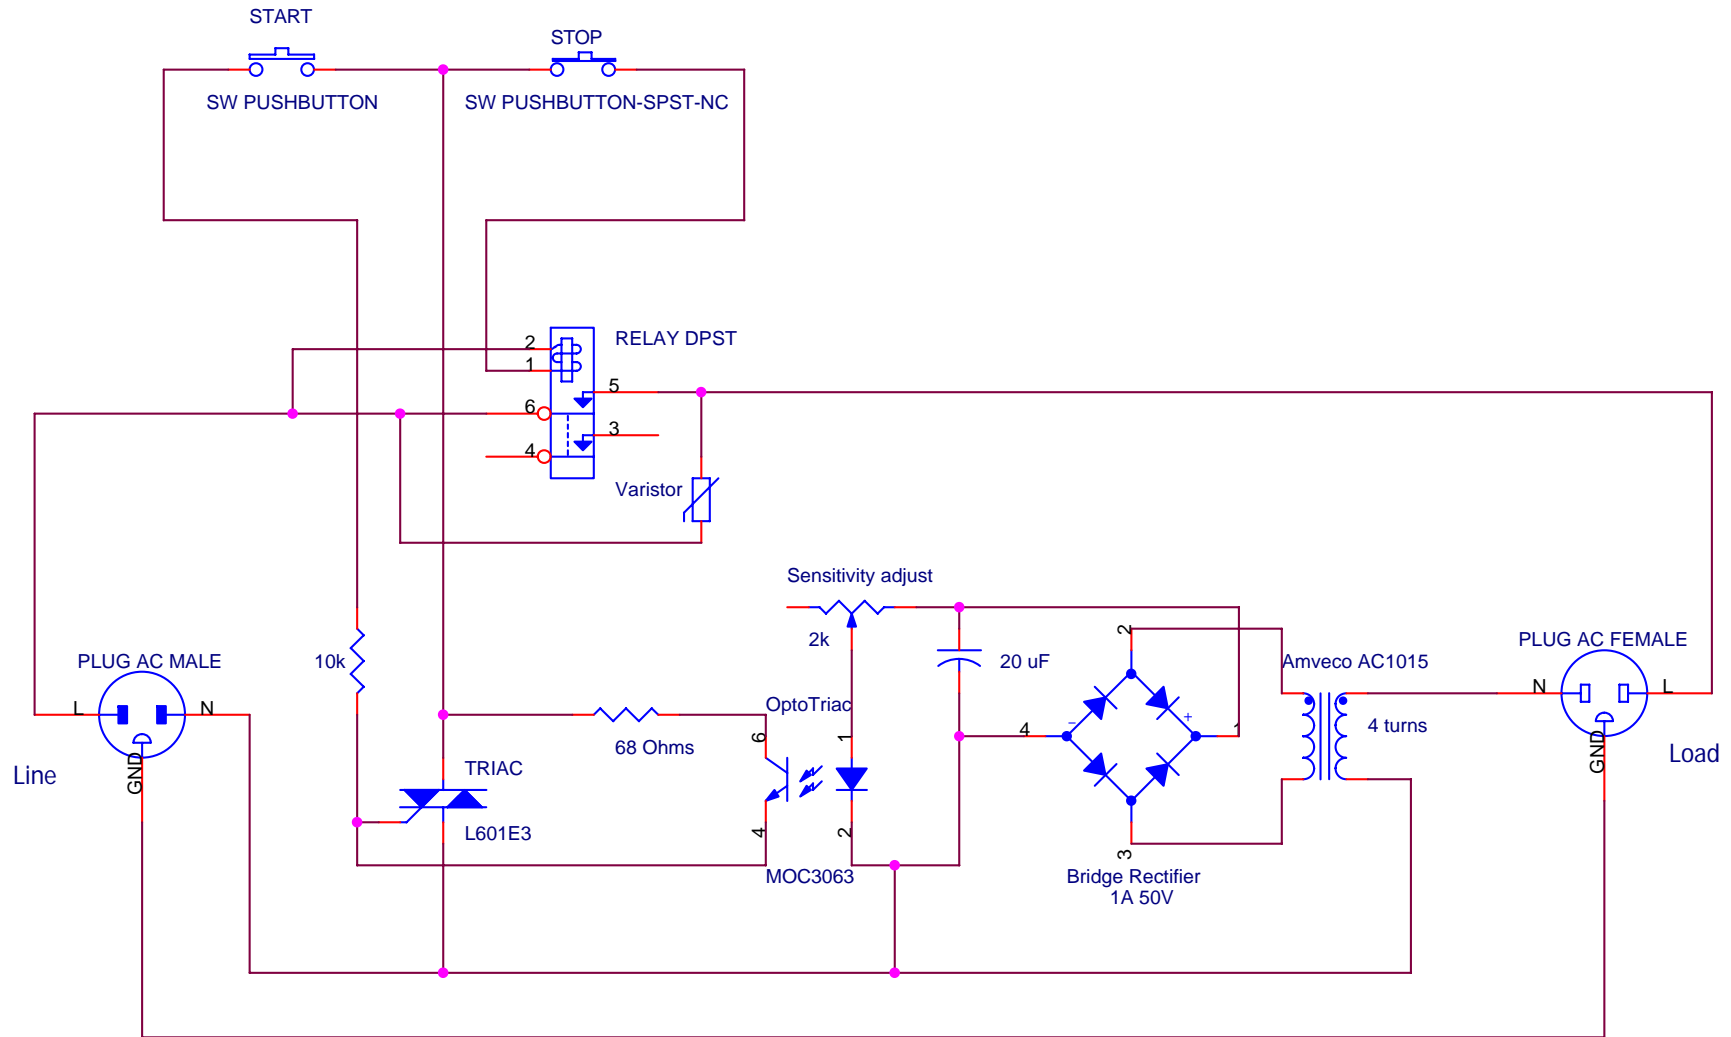 START
STOP
SW PUSHBUTTON
SW PUSHBUTTON-SPST-NC
RELAY DPST
2
1
5
6
3
4
Varistor
Sensitivity adjust
2k
10k
20 uF
PLUG AC MALE
L
N
GND
Line
68 Ohms
TRIAC
L601E3
OptoTriac
6
4
1
2
MOC3063
2
4
-
+
1
3
Bridge Rectifier
1A 50V
Amveco AC1015
4 turns
PLUG AC FEMALE
N
L
GND
Load